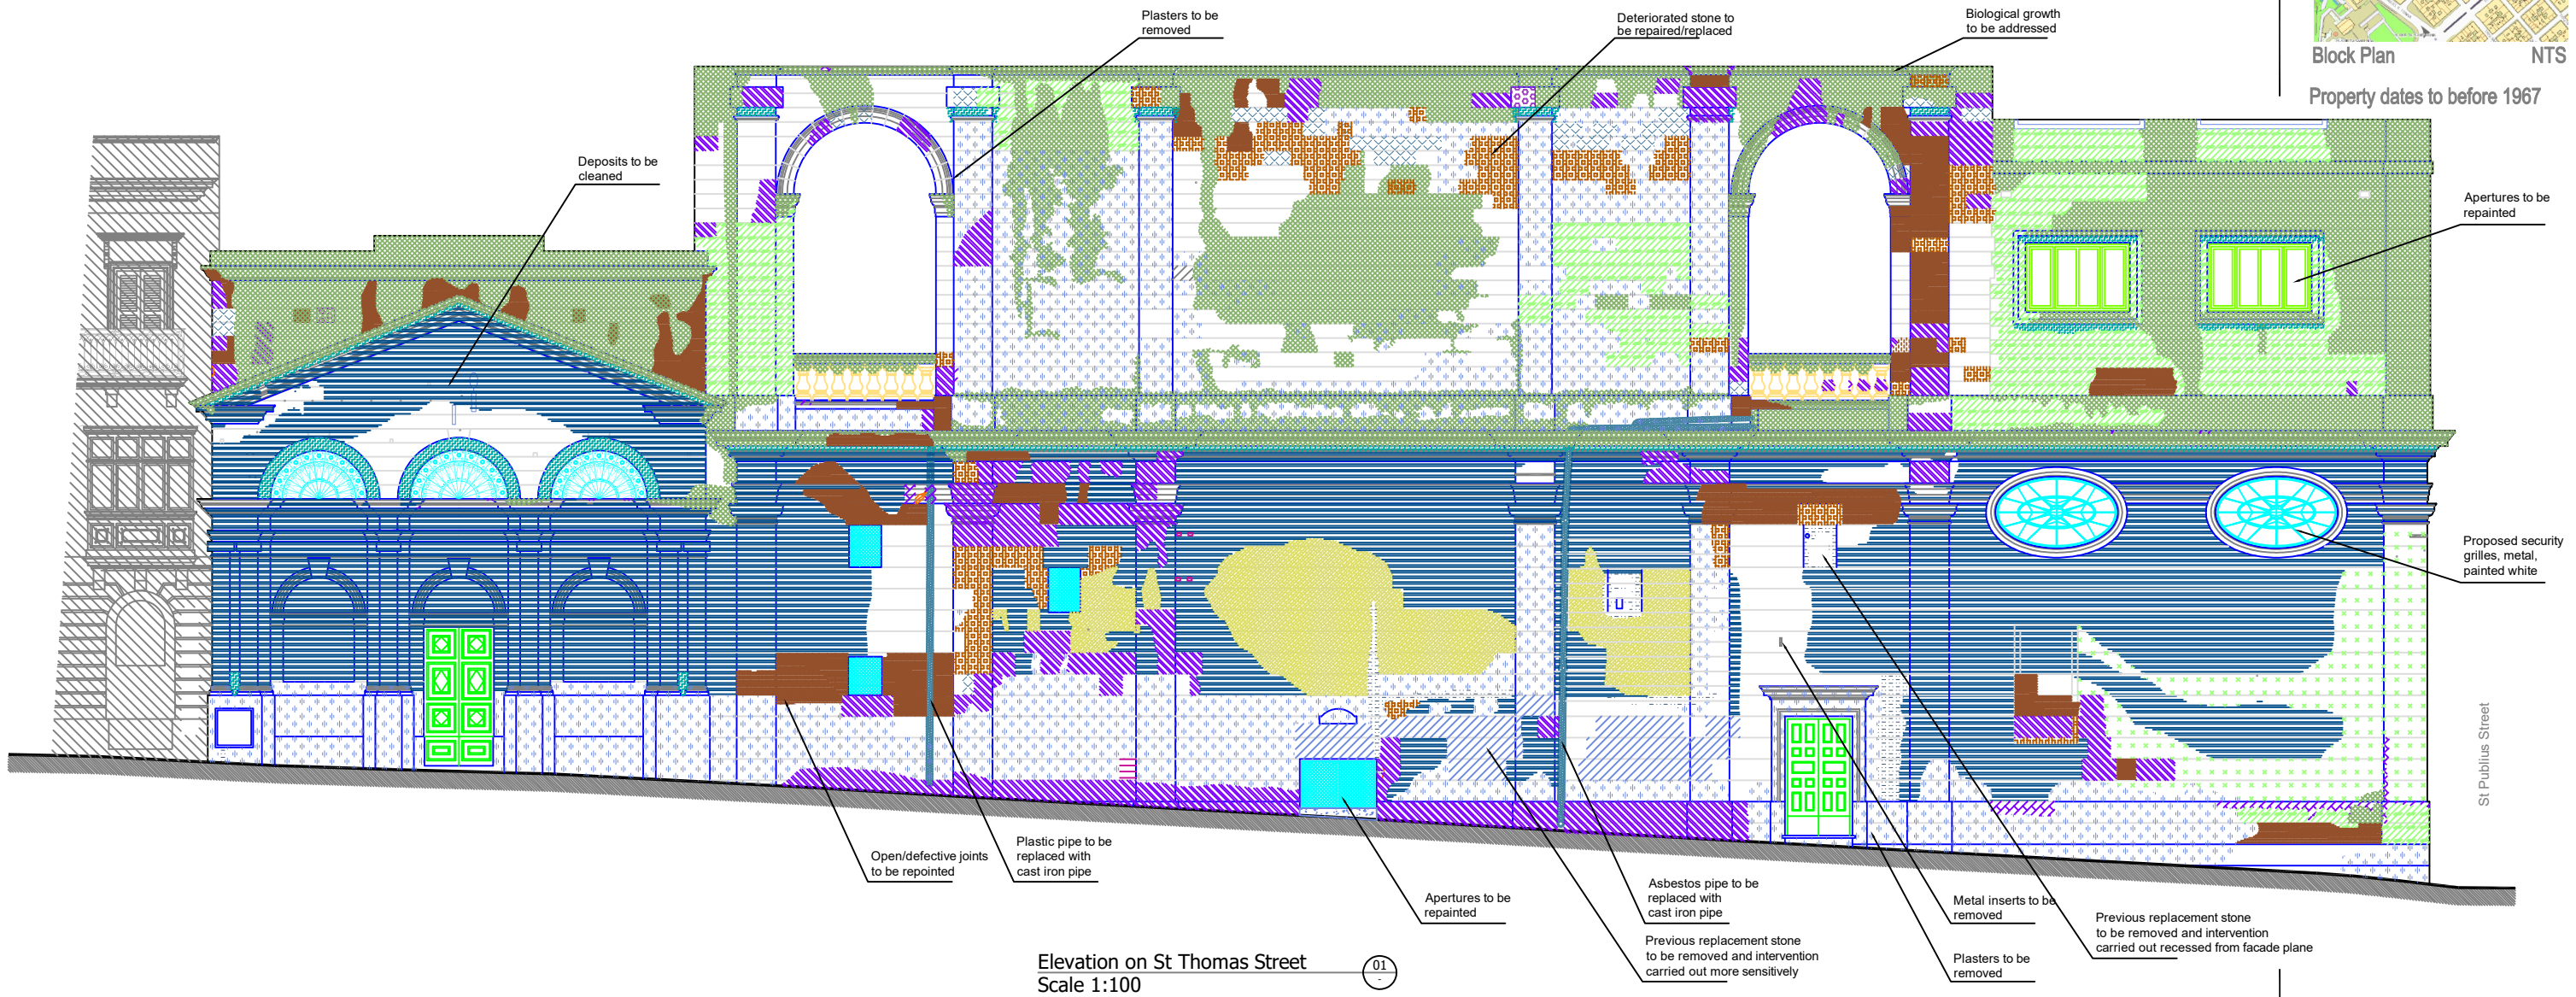 Plasters to be
removed
Deteriorated stone to
be repaired/replaced
Biological growth
to be addressed
Block Plan NTS
Property dates to before 1967
Deposits to be
cleaned
Apertures to be
repainted
Proposed security
grilles, metal,
painted white
St Publius Street
Open/defective joints
to be repointed
Plastic pipe to be
replaced with
cast iron pipe
Apertures to be
repainted
Asbestos pipe to be
replaced with
cast iron pipe
Metal inserts to be
removed
Previous replacement stone
to be removed and intervention
carried out recessed from facade plane
Previous replacement stone
to be removed and intervention
carried out more sensitively
Plasters to be
removed
Elevation on St Thomas Street
Scale 1:100
01
-